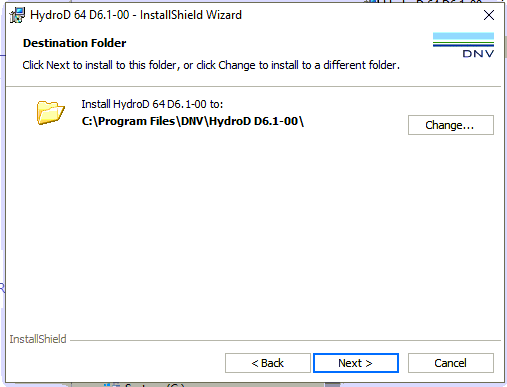 HydroD 64 D6.1-00 - InstallShield Wizard
Destination Folder
Click Next to install to this folder, or click Change to install to a different folder.
DNV
Install HydroD 64 D6.1-00 to:
C:\Program Files\DNV\HydroD D6.1-00\
Change...
InstallShield
< Back
Next >
Cancel